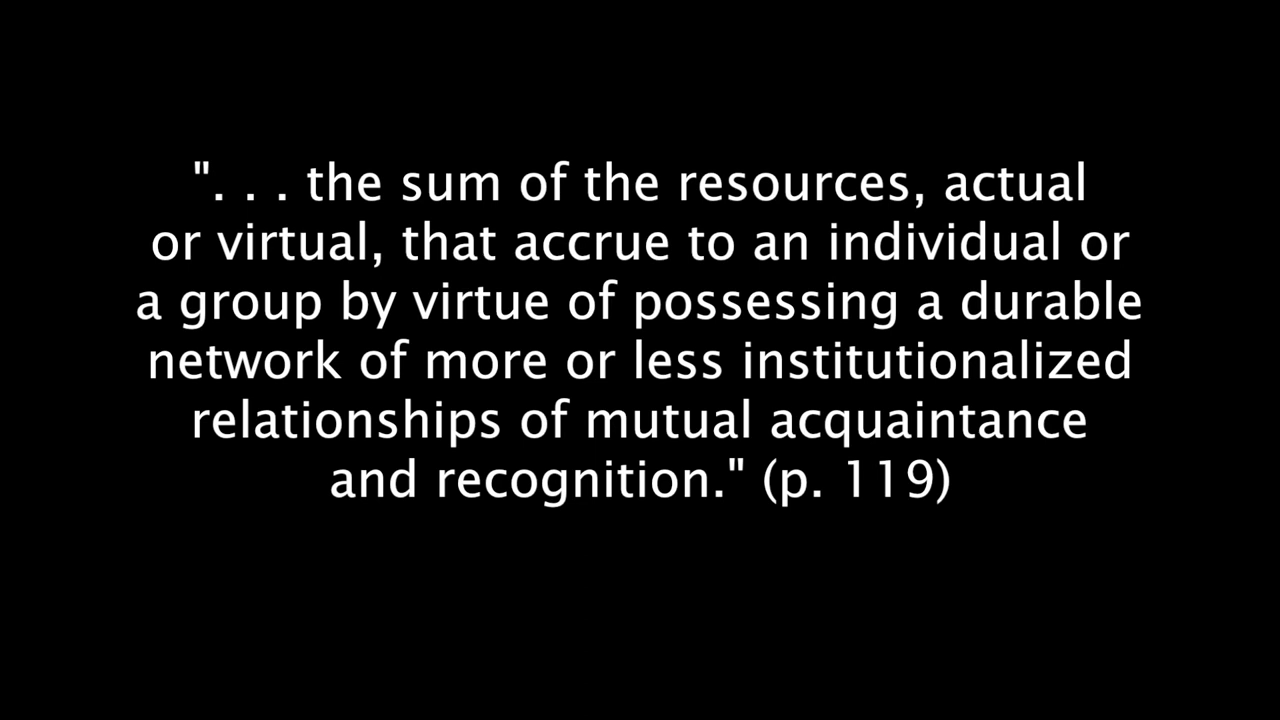 ". . . the sum of the resources, actual
or virtual, that accrue to an individual or
a group by virtue of possessing a durable
network of more or less institutionalized
relationships of mutual acquaintance
and recognition." (p. 119)